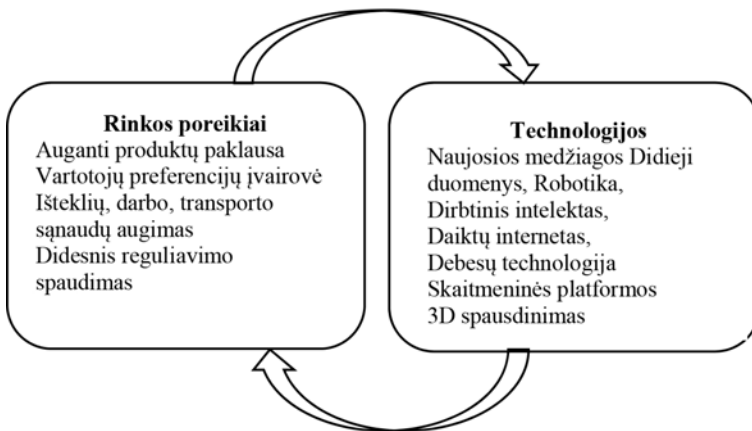 Rinkos poreikiai
Auganti produktų paklausa
Vartotojų preferencijų įvairovė
Išteklių, darbo, transporto
sąnaudų augimas
Didesnis reguliavimo
spaudimas
Technologijos
Naujosios medžiagos Didieji
duomenys, Robotika,
Dirbtinis intelektas,
Daiktų internetas,
Debesų technologija
Skaitmeninės platformos
3D spausdinimas